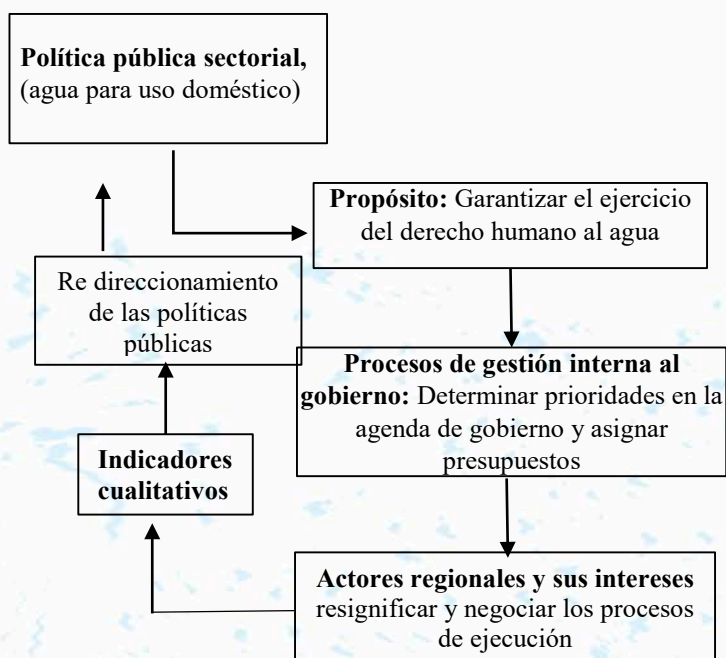 Política pública sectorial,
(agua para uso doméstico)
Propósito: Garantizar el ejercicio
del derecho humano al agua
Re direccionamiento
de las políticas
públicas
Procesos de gestión interna al
gobierno: Determinar prioridades en la
agenda de gobierno y asignar
presupuestos
Indicadores
cualitativos
Actores regionales y sus intereses
resignificar y negociar los procesos
de ejecución